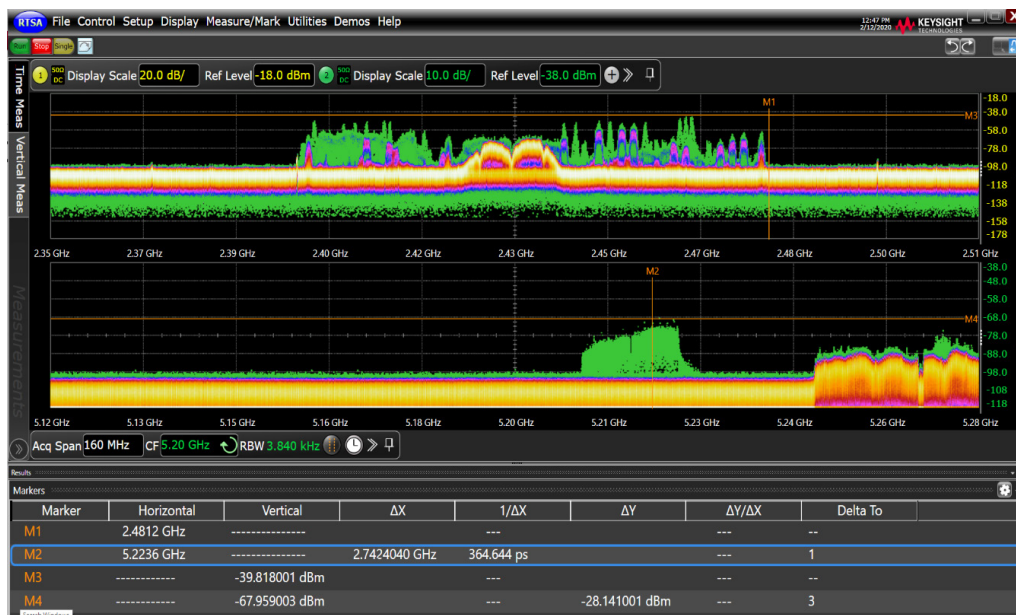 RTSA File Control Setup Display Measure/Mark Utilities Demos Help
12:47 PM
2/12/2020
KEYSIGHT
TECHNOLOGIES
Run Stop Single
1 50Ω DC Display Scale 20.0 dB/ Ref Level -18.0 dBm 2 50Ω DC Display Scale 10.0 dB/ Ref Level -38.0 dBm
Time Meas
Vertical Meas
Measurements
M1
M3
-18.0
-38.0
-58.0
-78.0
-98.0
-118
-138
-158
-178
2.35 GHz 2.37 GHz 2.39 GHz 2.40 GHz 2.42 GHz 2.43 GHz 2.45 GHz 2.47 GHz 2.48 GHz 2.50 GHz 2.51 GHz
M2
M4
-38.0
-48.0
-58.0
-68.0
-78.0
-88.0
-98.0
-108
-118
5.12 GHz 5.13 GHz 5.15 GHz 5.16 GHz 5.18 GHz 5.20 GHz 5.21 GHz 5.23 GHz 5.24 GHz 5.26 GHz 5.28 GHz
Acq Span 160 MHz CF 5.20 GHz RBW 3.840 kHz
Results
Markers
Marker Horizontal Vertical ΔX 1/ΔX ΔY ΔY/ΔX Delta To
M1 2.4812 GHz --------------- --- --- --
M2 5.2236 GHz --------------- 2.7424040 GHz 364.644 ps --- 1
M3 ------------ -39.818001 dBm --- --- --
M4 ------------ -67.959003 dBm --- -28.141001 dBm --- 3